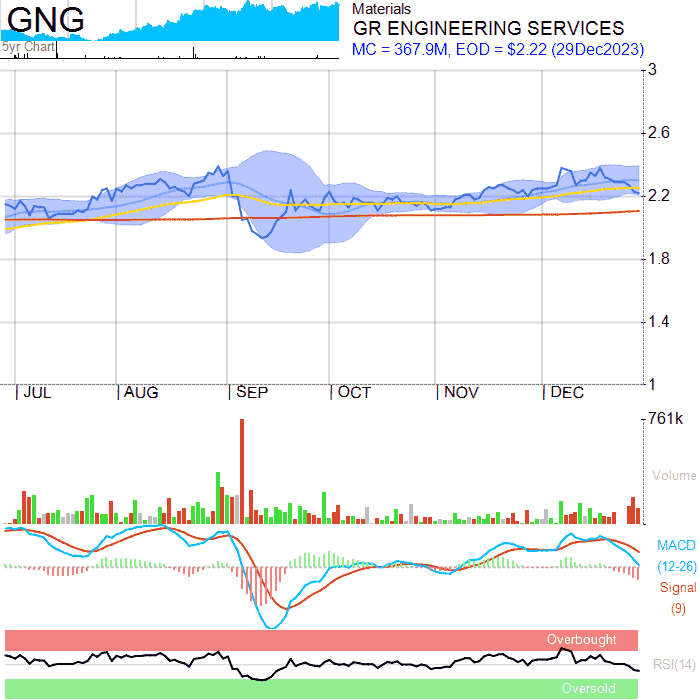 GNG
5yr Chart
Materials
GR ENGINEERING SERVICES
MC = 367.9M, EOD = $2.22 (29Dec2023)
3
2.6
2.2
1.8
1.4
1
JUL AUG SEP OCT NOV DEC
761k
Volume
MACD
(12-26)
Signal
(9)
Overbought
RSI(14)
Oversold